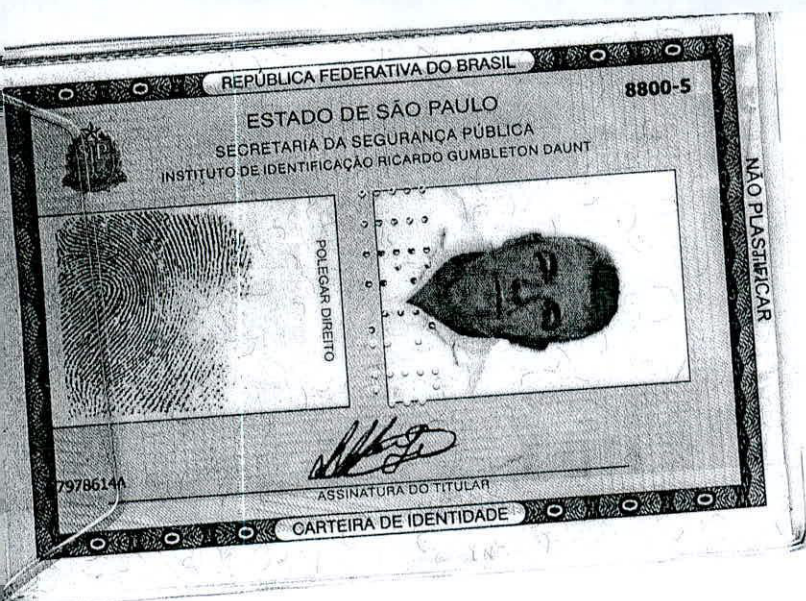 REPÚBLICA FEDERATIVA DO BRASIL
8800-5
ESTADO DE SÃO PAULO
SECRETARIA DA SEGURANÇA PÚBLICA
INSTITUTO DE IDENTIFICAÇÃO RICARDO GUMBLETON DAUNT
POLEGAR DIREITO
NÃO PLASTIFICAR
7978614A
ASSINATURA DO TITULAR
CARTEIRA DE IDENTIDADE